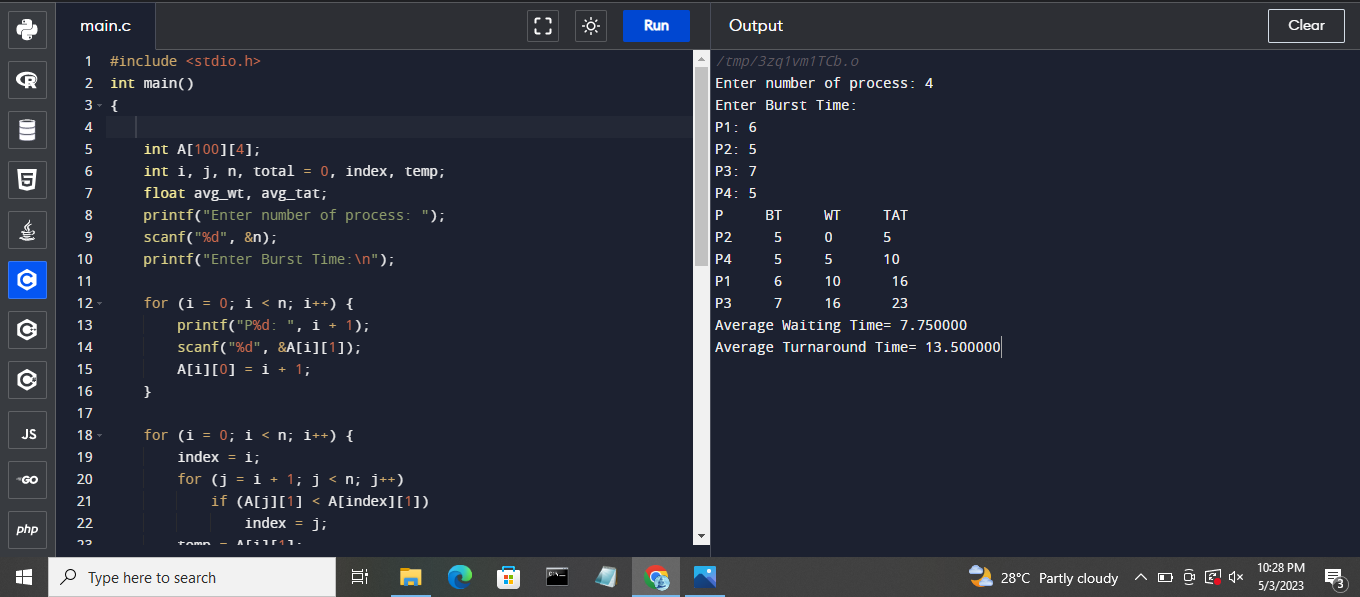 main.c
Run
1 #include <stdio.h>
2 int main()
3 {
4
5 int A[100][4];
6 int i, j, n, total = 0, index, temp;
7 float avg_wt, avg_tat;
8 printf("Enter number of process: ");
9 scanf("%d", &n);
10 printf("Enter Burst Time:\n");
11
12 for (i = 0; i < n; i++) {
13 printf("P%d: ", i + 1);
14 scanf("%d", &A[i][1]);
15 A[i][0] = i + 1;
16 }
17
18 for (i = 0; i < n; i++) {
19 index = i;
20 for (j = i + 1; j < n; j++)
21 if (A[j][1] < A[index][1])
22 index = j;
23 temp = A[i][1];
Output
Clear
/tmp/3zq1vm1TCb.o
Enter number of process: 4
Enter Burst Time:
P1: 6
P2: 5
P3: 7
P4: 5
P BT WT TAT
P2 5 0 5
P4 5 5 10
P1 6 10 16
P3 7 16 23
Average Waiting Time= 7.750000
Average Turnaround Time= 13.500000
R
5
C
C
C
JS
GO
php
Type here to search
28°C Partly cloudy
10:28 PM
5/3/2023
3